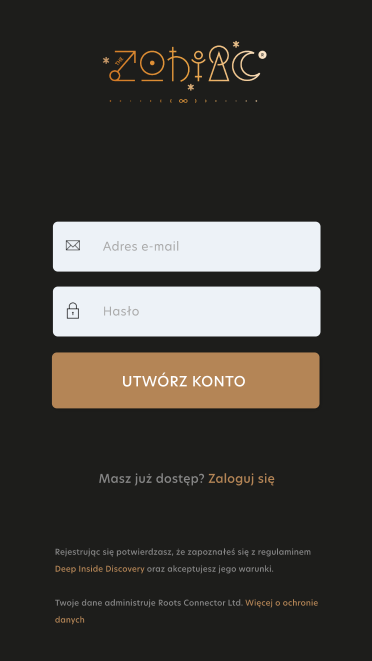 THE
ZODIAC
Adres e-mail
Hasło
UTWÓRZ KONTO
Masz już dostęp? Zaloguj się
Rejestrując się potwierdzasz, że zapoznałeś się z regulaminem
Deep Inside Discovery oraz akceptujesz jego warunki.
Twoje dane administruje Roots Connector Ltd. Więcej o ochronie
danych